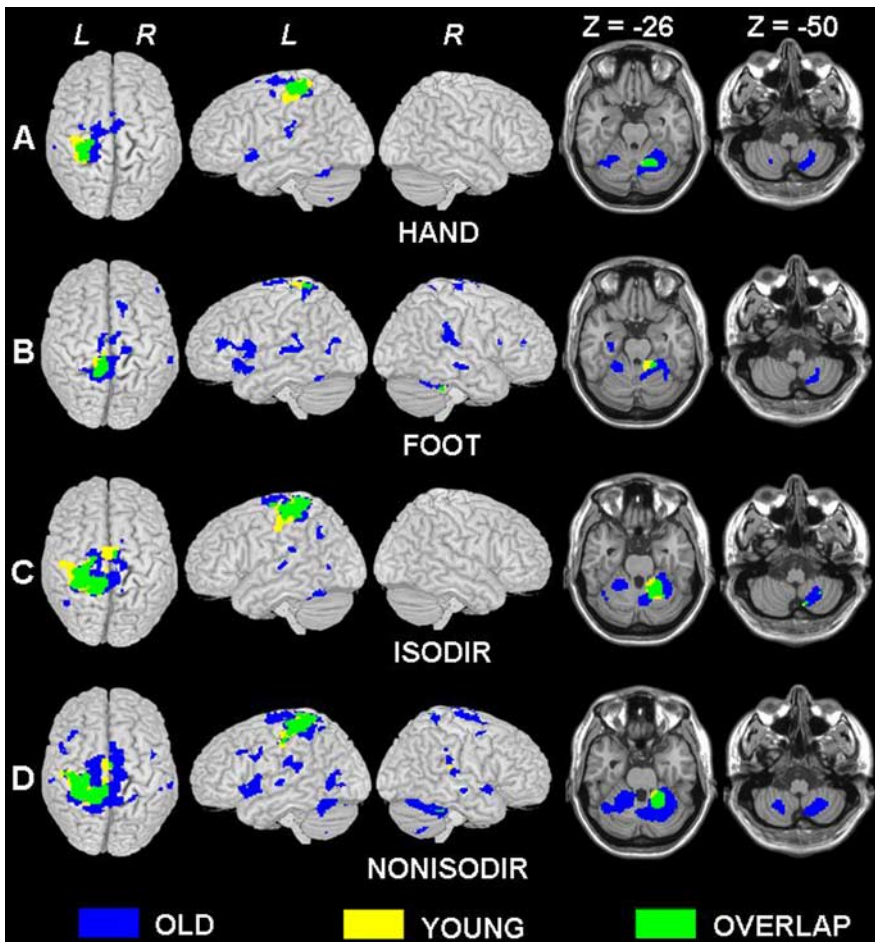 L R L R Z = -26 Z = -50
A
HAND
B
FOOT
C
ISODIR
D
NONISODIR
OLD YOUNG OVERLAP